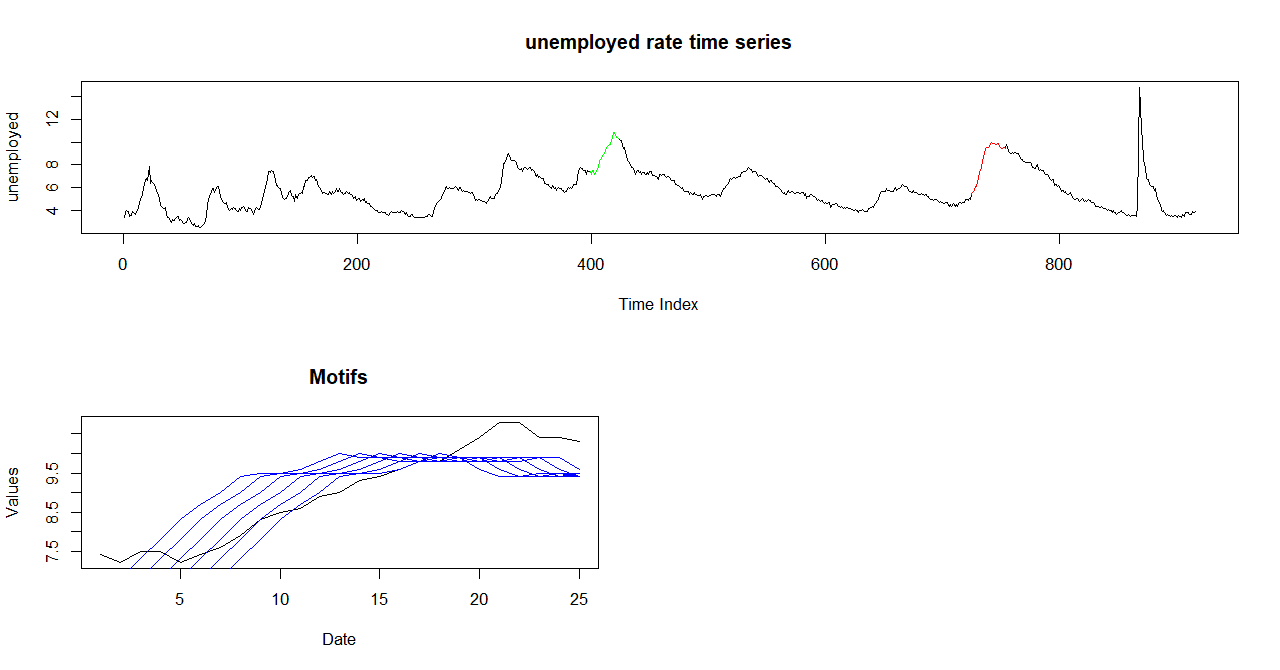 unemployed rate time series
unemployed
4 6 8 12
0 200 400 600 800
Time Index
Motifs
Values
7.5 8.5 9.5
5 10 15 20 25
Date